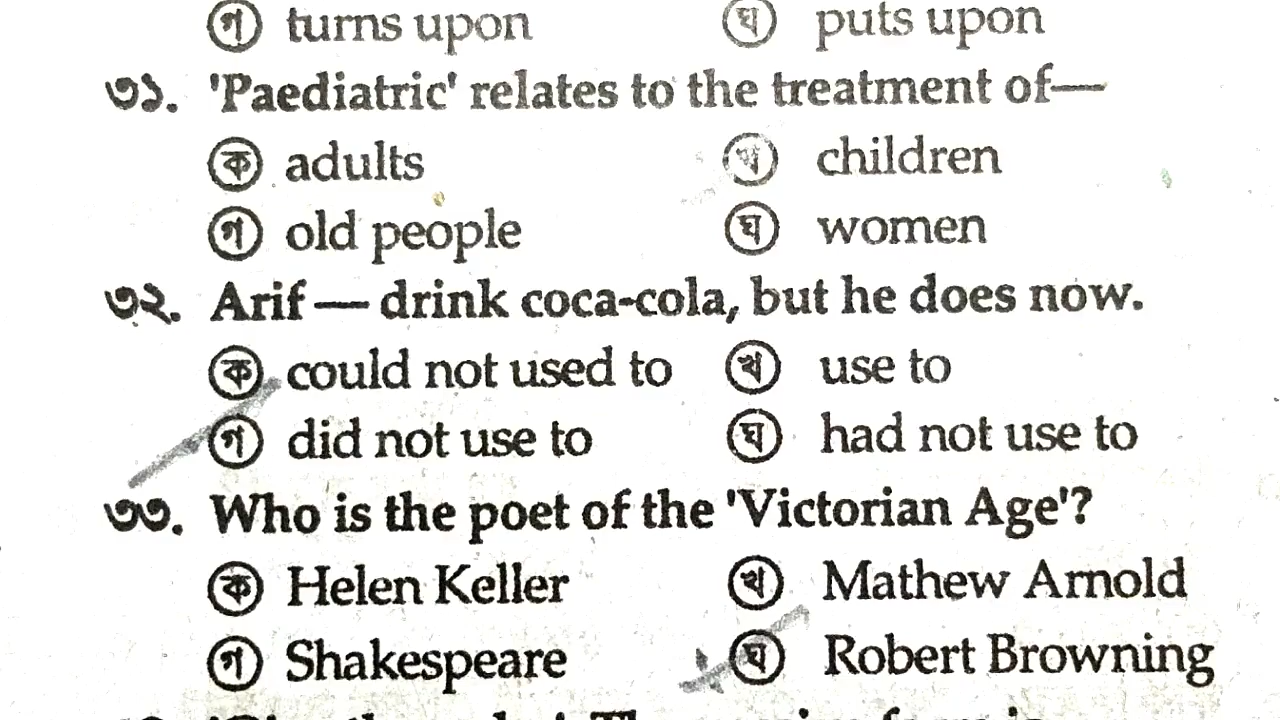 গ turns upon ঘ puts upon
৩১. 'Paediatric' relates to the treatment of—
ক adults খ children
গ old people ঘ women
৩২. Arif — drink coca-cola, but he does now.
ক could not used to খ use to
গ did not use to ঘ had not use to
৩৩. Who is the poet of the 'Victorian Age'?
ক Helen Keller খ Mathew Arnold
গ Shakespeare ঘ Robert Browning